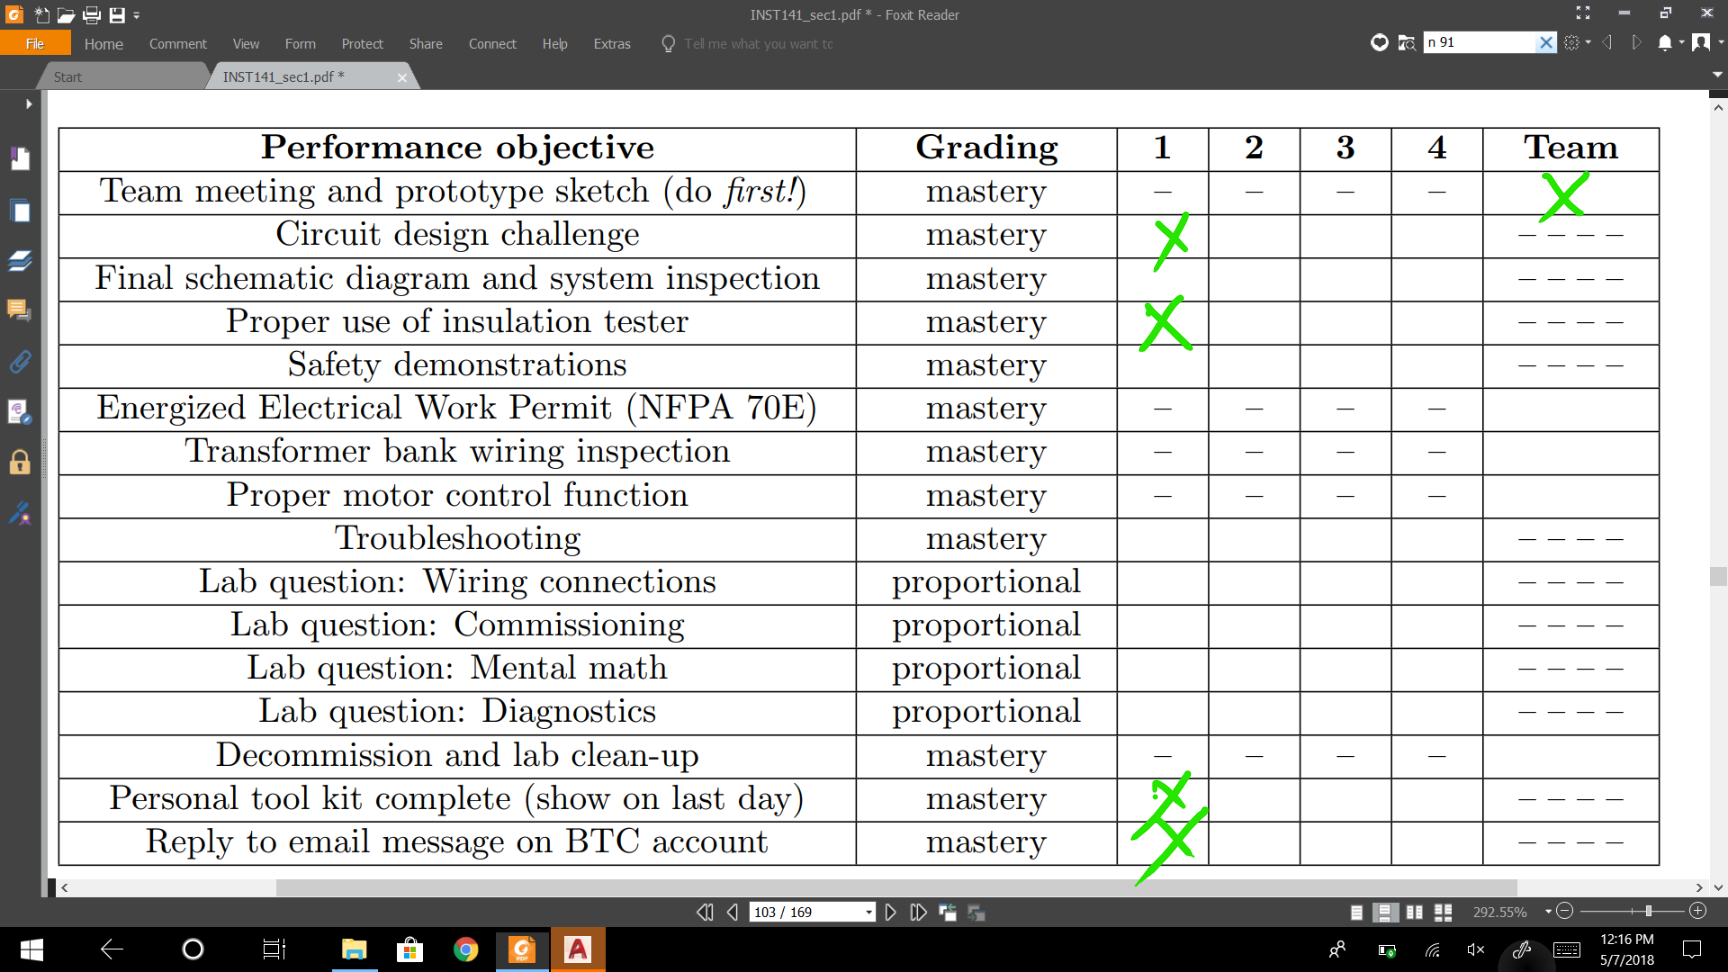 INST141_sec1.pdf * - Foxit Reader
File Home Comment View Form Protect Share Connect Help Extras Tell me what you want to n 91
Start INST141_sec1.pdf *
Performance objective Grading 1 2 3 4 Team
Team meeting and prototype sketch (do first!) mastery – – – – X
Circuit design challenge mastery X – – – –
Final schematic diagram and system inspection mastery – – – –
Proper use of insulation tester mastery X – – – –
Safety demonstrations mastery – – – –
Energized Electrical Work Permit (NFPA 70E) mastery – – – –
Transformer bank wiring inspection mastery – – – –
Proper motor control function mastery – – – –
Troubleshooting mastery – – – –
Lab question: Wiring connections proportional – – – –
Lab question: Commissioning proportional – – – –
Lab question: Mental math proportional – – – –
Lab question: Diagnostics proportional – – – –
Decommission and lab clean-up mastery – – – –
Personal tool kit complete (show on last day) mastery X – – – –
Reply to email message on BTC account mastery X – – – –
103 / 169 292.55%
12:16 PM
5/7/2018